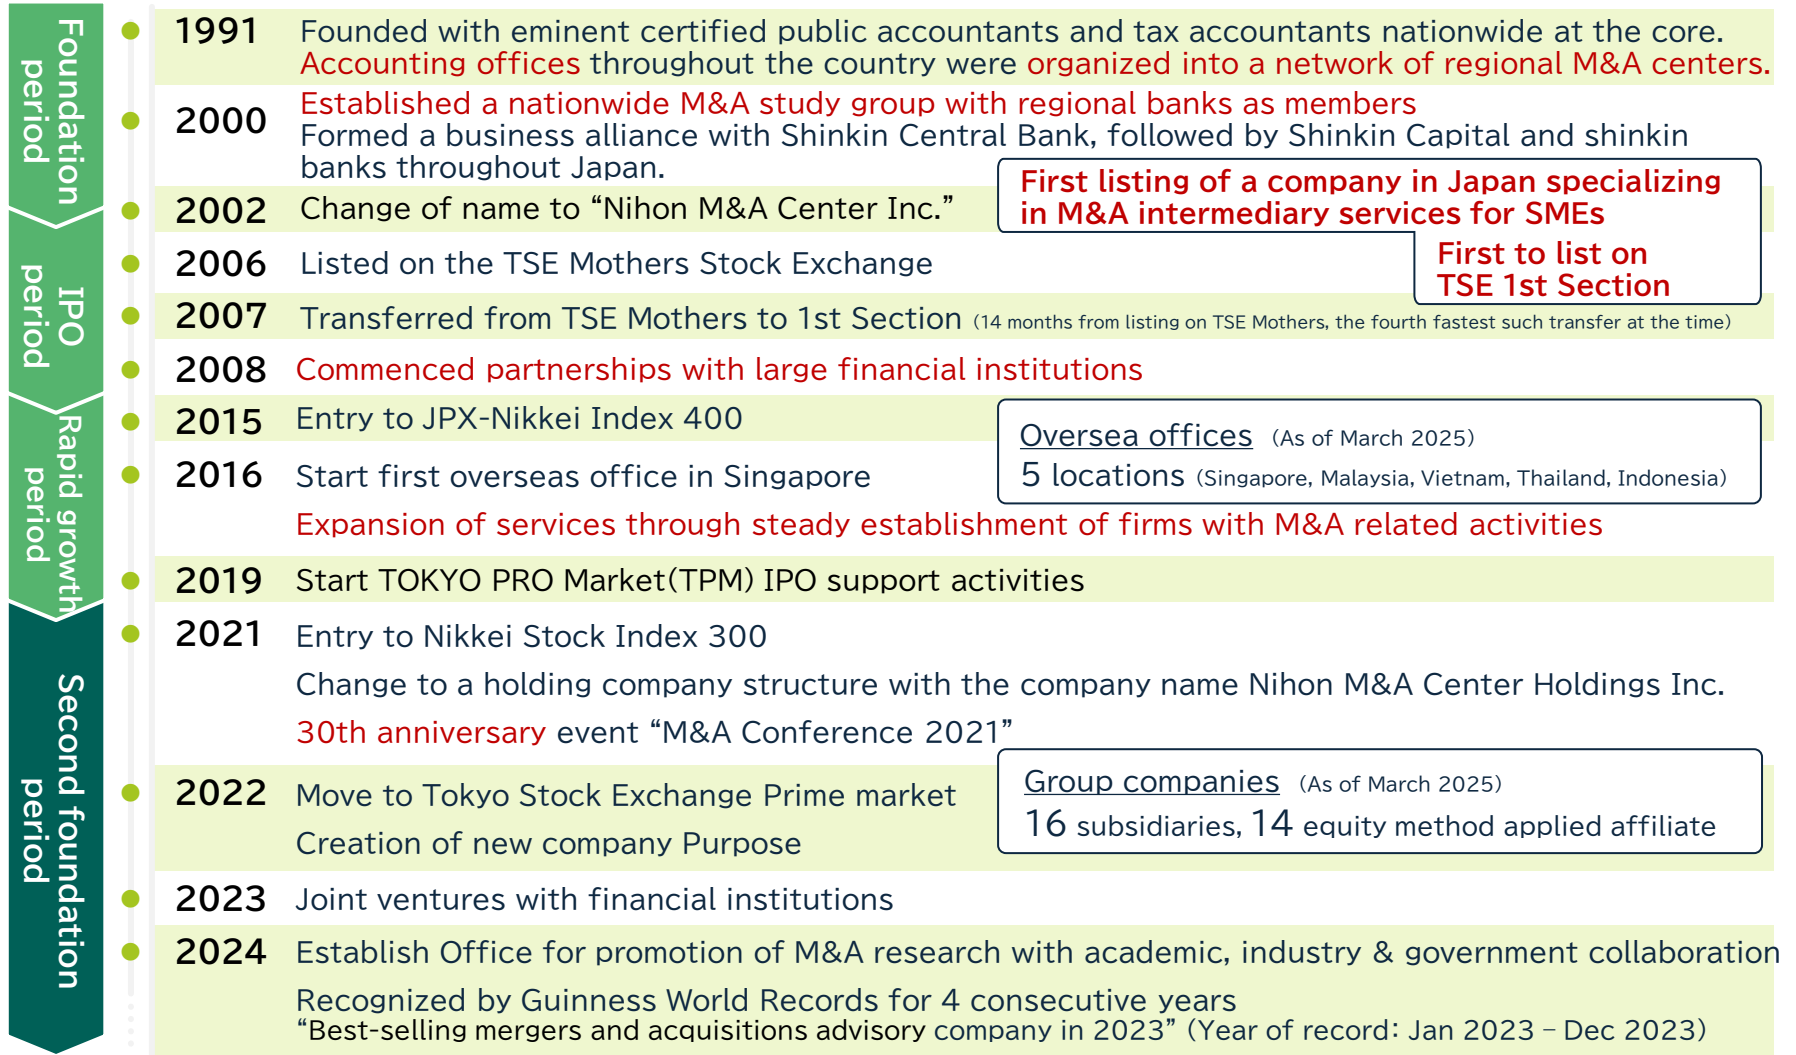 Foundation
period
1991
Founded with eminent certified public accountants and tax accountants nationwide at the core.
Accounting offices throughout the country were organized into a network of regional M&A centers.
2000
Established a nationwide M&A study group with regional banks as members
Formed a business alliance with Shinkin Central Bank, followed by Shinkin Capital and shinkin
banks throughout Japan.
2002
Change of name to “Nihon M&A Center Inc.”
First listing of a company in Japan specializing
in M&A intermediary services for SMEs
First to list on
TSE 1st Section
IPO
period
2006
Listed on the TSE Mothers Stock Exchange
2007
Transferred from TSE Mothers to 1st Section (14 months from listing on TSE Mothers, the fourth fastest such transfer at the time)
2008
Commenced partnerships with large financial institutions
Rapid growth
period
2015
Entry to JPX-Nikkei Index 400
2016
Start first overseas office in Singapore
Oversea offices (As of March 2025)
5 locations (Singapore, Malaysia, Vietnam, Thailand, Indonesia)
Expansion of services through steady establishment of firms with M&A related activities
2019
Start TOKYO PRO Market(TPM) IPO support activities
Second foundation
period
2021
Entry to Nikkei Stock Index 300
Change to a holding company structure with the company name Nihon M&A Center Holdings Inc.
30th anniversary event “M&A Conference 2021”
2022
Move to Tokyo Stock Exchange Prime market
Creation of new company Purpose
Group companies (As of March 2025)
16 subsidiaries, 14 equity method applied affiliate
2023
Joint ventures with financial institutions
2024
Establish Office for promotion of M&A research with academic, industry & government collaboration
Recognized by Guinness World Records for 4 consecutive years
“Best-selling mergers and acquisitions advisory company in 2023” (Year of record: Jan 2023 – Dec 2023)